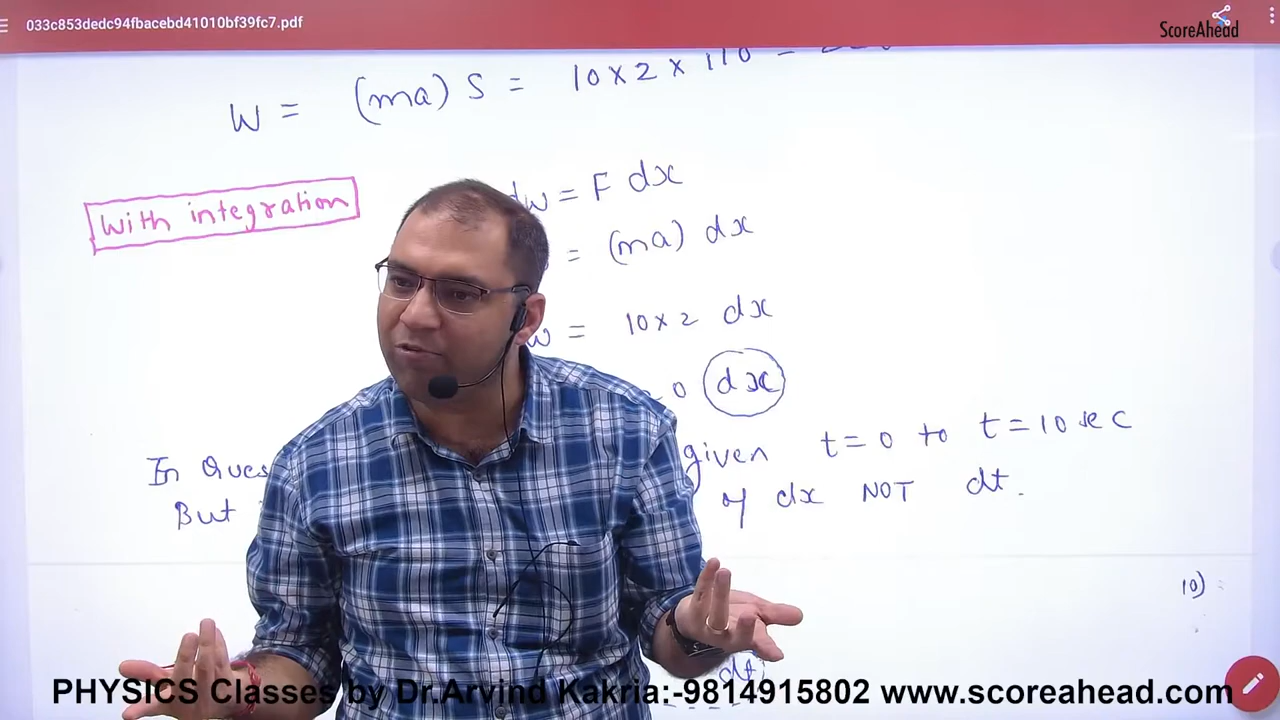 033c853dedc94fbacebd41010bf39fc7.pdf
ScoreAhead
W = (ma) S = 10 x 2 x 110 =
With integration
dw = F dx
= (ma) dx
w = 10 x 2 dx
0 dx
In Ques given t = 0 to t = 10 sec
But of dx NOT dt.
10)
dt
PHYSICS Classes by Dr.Arvind Kakria:-9814915802 www.scoreahead.com